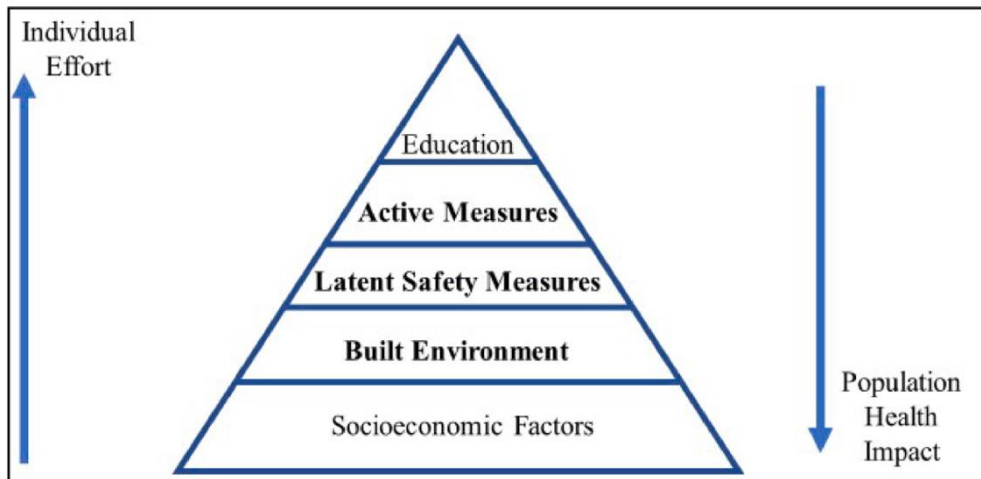 Individual
Effort
Education
Active Measures
Latent Safety Measures
Built Environment
Socioeconomic Factors
Population
Health
Impact